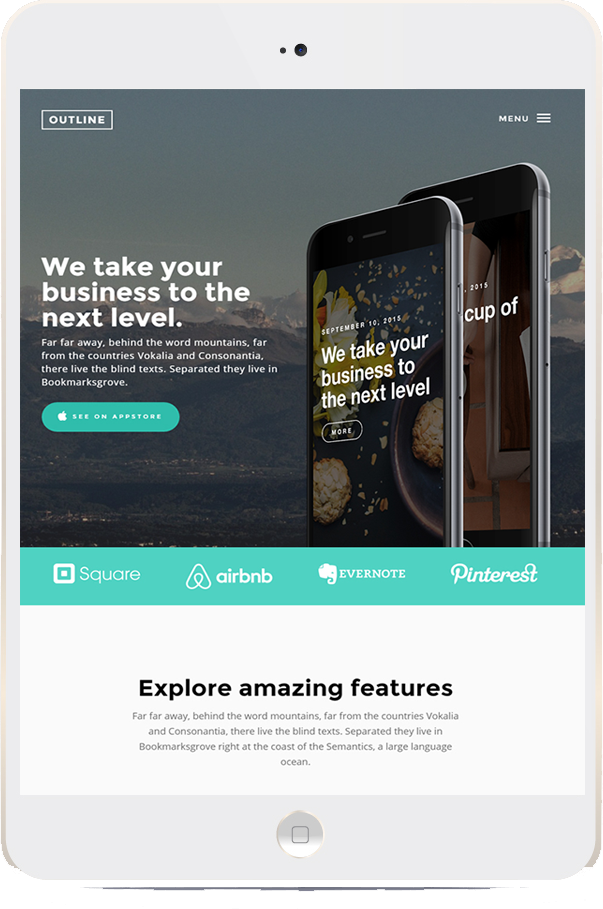 OUTLINE
MENU
We take your
business to the
next level.
Far far away, behind the word mountains, far
from the countries Vokalia and Consonantia,
there live the blind texts. Separated they live in
Bookmarksgrove.
SEE ON APPSTORE
SEPTEMBER 10, 2015
We take your
business to
the next level
MORE
, 2015
cup of
Square
airbnb
EVERNOTE
Pinterest
Explore amazing features
Far far away, behind the word mountains, far from the countries Vokalia
and Consonantia, there live the blind texts. Separated they live in
Bookmarksgrove right at the coast of the Semantics, a large language
ocean.